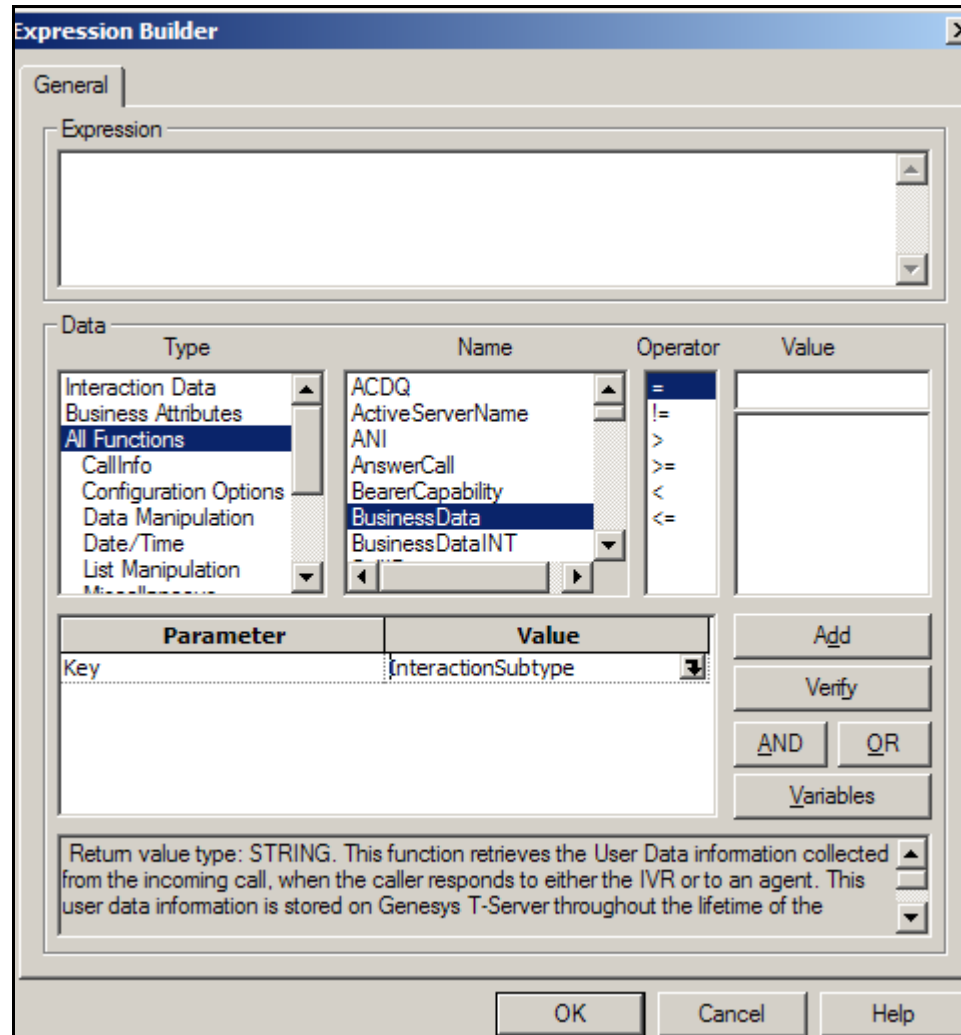 Expression Builder
General
Expression
Data
Type Name Operator Value
Interaction Data
Business Attributes
All Functions
CallInfo
Configuration Options
Data Manipulation
Date/Time
List Manipulation
ACDQ
ActiveServerName
ANI
AnswerCall
BearerCapability
BusinessData
BusinessDataINT
=
!=
>
>=
<
<=
Parameter Value
Key InteractionSubtype
Add
Verify
AND OR
Variables
Return value type: STRING. This function retrieves the User Data information collected
from the incoming call, when the caller responds to either the IVR or to an agent. This
user data information is stored on Genesys T-Server throughout the lifetime of the
OK Cancel Help